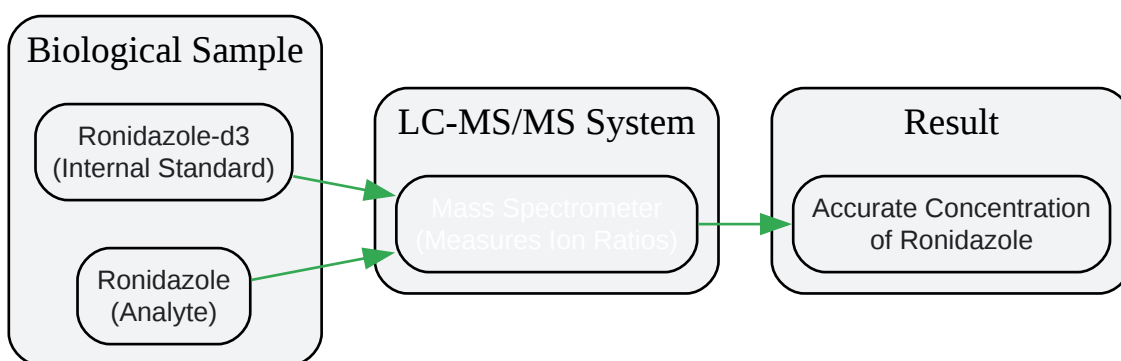 Biological Sample
Ronidazole-d3
(Internal Standard)
Ronidazole
(Analyte)
LC-MS/MS System
Mass Spectrometer
(Measures Ion Ratios)
Result
Accurate Concentration
of Ronidazole